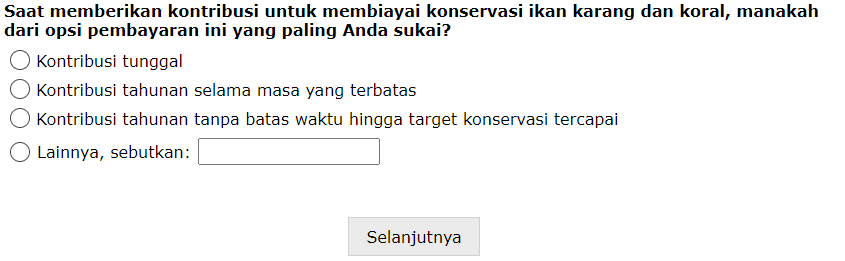 Saat memberikan kontribusi untuk membiayai konservasi ikan karang dan koral, manakah
dari opsi pembayaran ini yang paling Anda sukai?
Kontribusi tunggal
Kontribusi tahunan selama masa yang terbatas
Kontribusi tahunan tanpa batas waktu hingga target konservasi tercapai
Lainnya, sebutkan:
Selanjutnya